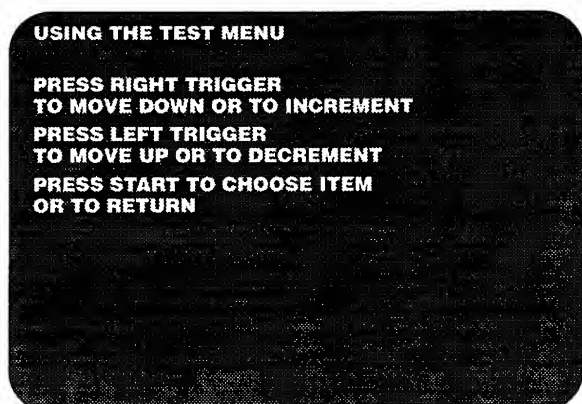 USING THE TEST MENU
PRESS RIGHT TRIGGER
TO MOVE DOWN OR TO INCREMENT
PRESS LEFT TRIGGER
TO MOVE UP OR TO DECREMENT
PRESS START TO CHOOSE ITEM
OR TO RETURN